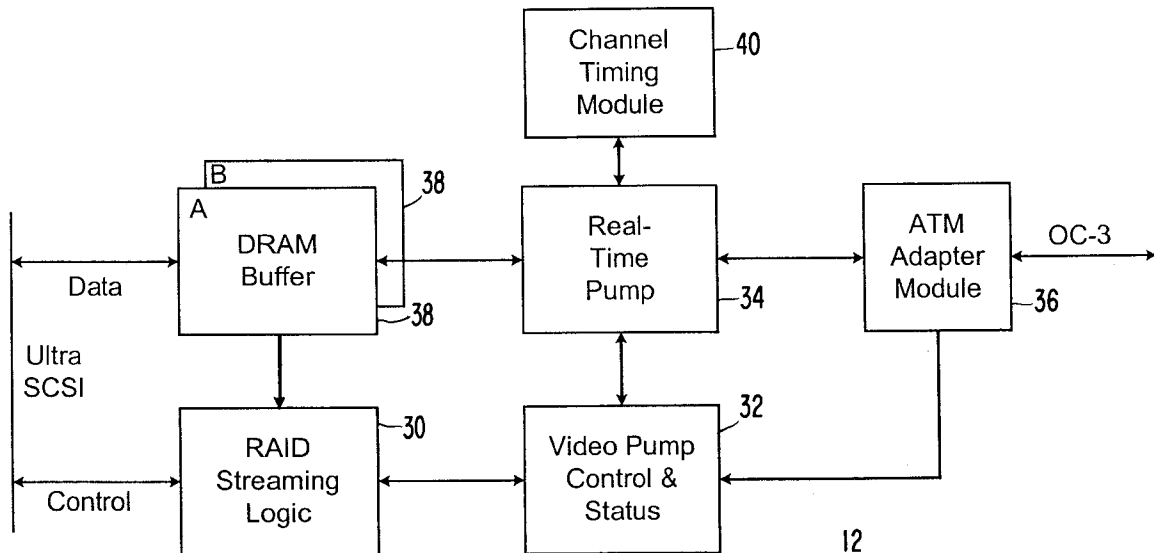 Channel
Timing
Module
40
B
A
DRAM
Buffer
38
38
Real-
Time
Pump
34
ATM
Adapter
Module
36
OC-3
Data
Ultra
SCSI
Control
RAID
Streaming
Logic
30
Video Pump
Control &
Status
32
12